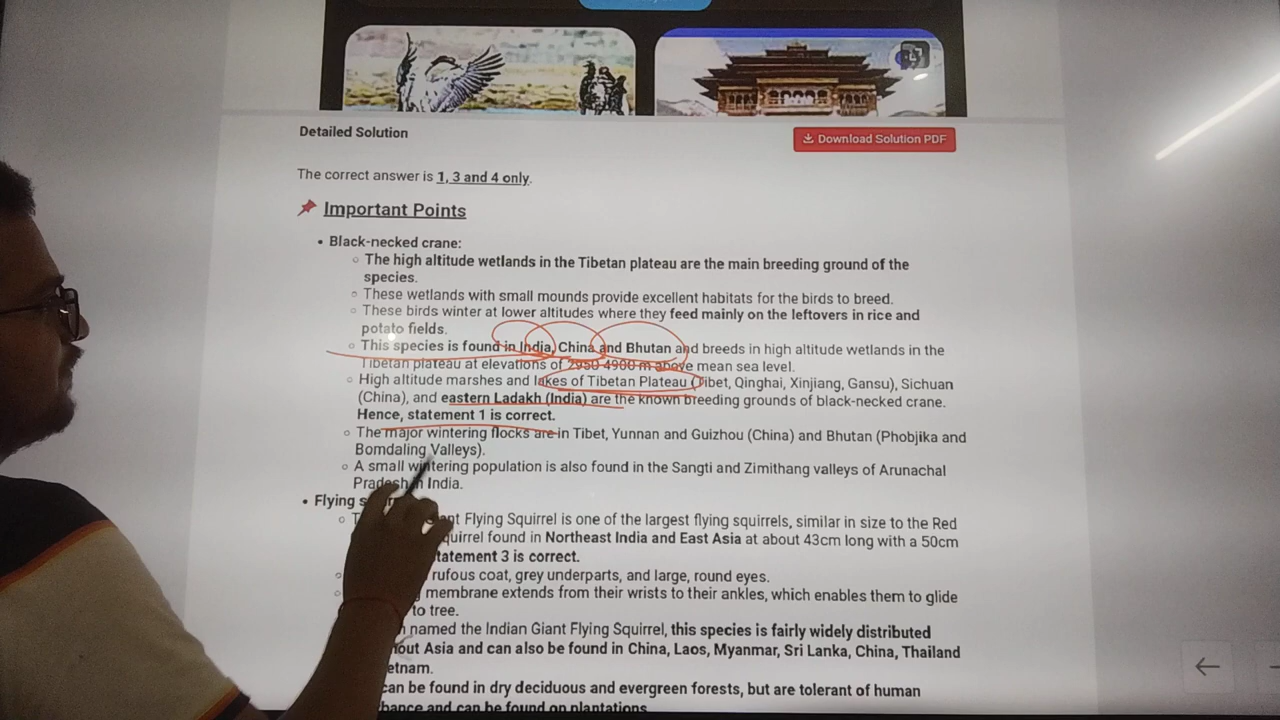 Detailed Solution
Download Solution PDF
The correct answer is 1, 3 and 4 only.
Important Points
• Black-necked crane:
The high altitude wetlands in the Tibetan plateau are the main breeding ground of the
species.
These wetlands with small mounds provide excellent habitats for the birds to breed.
These birds winter at lower altitudes where they feed mainly on the leftovers in rice and
potato fields.
This species is found in India, China and Bhutan and breeds in high altitude wetlands in the
Tibetan plateau at elevations of 2950-4900 m above mean sea level.
High altitude marshes and lakes of Tibetan Plateau (Tibet, Qinghai, Xinjiang, Gansu), Sichuan
(China), and eastern Ladakh (India) are the known breeding grounds of black-necked crane.
Hence, statement 1 is correct.
The major wintering flocks are in Tibet, Yunnan and Guizhou (China) and Bhutan (Phobjika and
Bomdaling Valleys).
A small wintering population is also found in the Sangti and Zimithang valleys of Arunachal
Pradesh in India.
• Flying
Flying Squirrel is one of the largest flying squirrels, similar in size to the Red
found in Northeast India and East Asia at about 43cm long with a 50cm
statement 3 is correct.
rufous coat, grey underparts, and large, round eyes.
membrane extends from their wrists to their ankles, which enables them to glide
to tree.
named the Indian Giant Flying Squirrel, this species is fairly widely distributed
Asia and can also be found in China, Laos, Myanmar, Sri Lanka, China, Thailand
can be found in dry deciduous and evergreen forests, but are tolerant of human
and can be found on plantations.